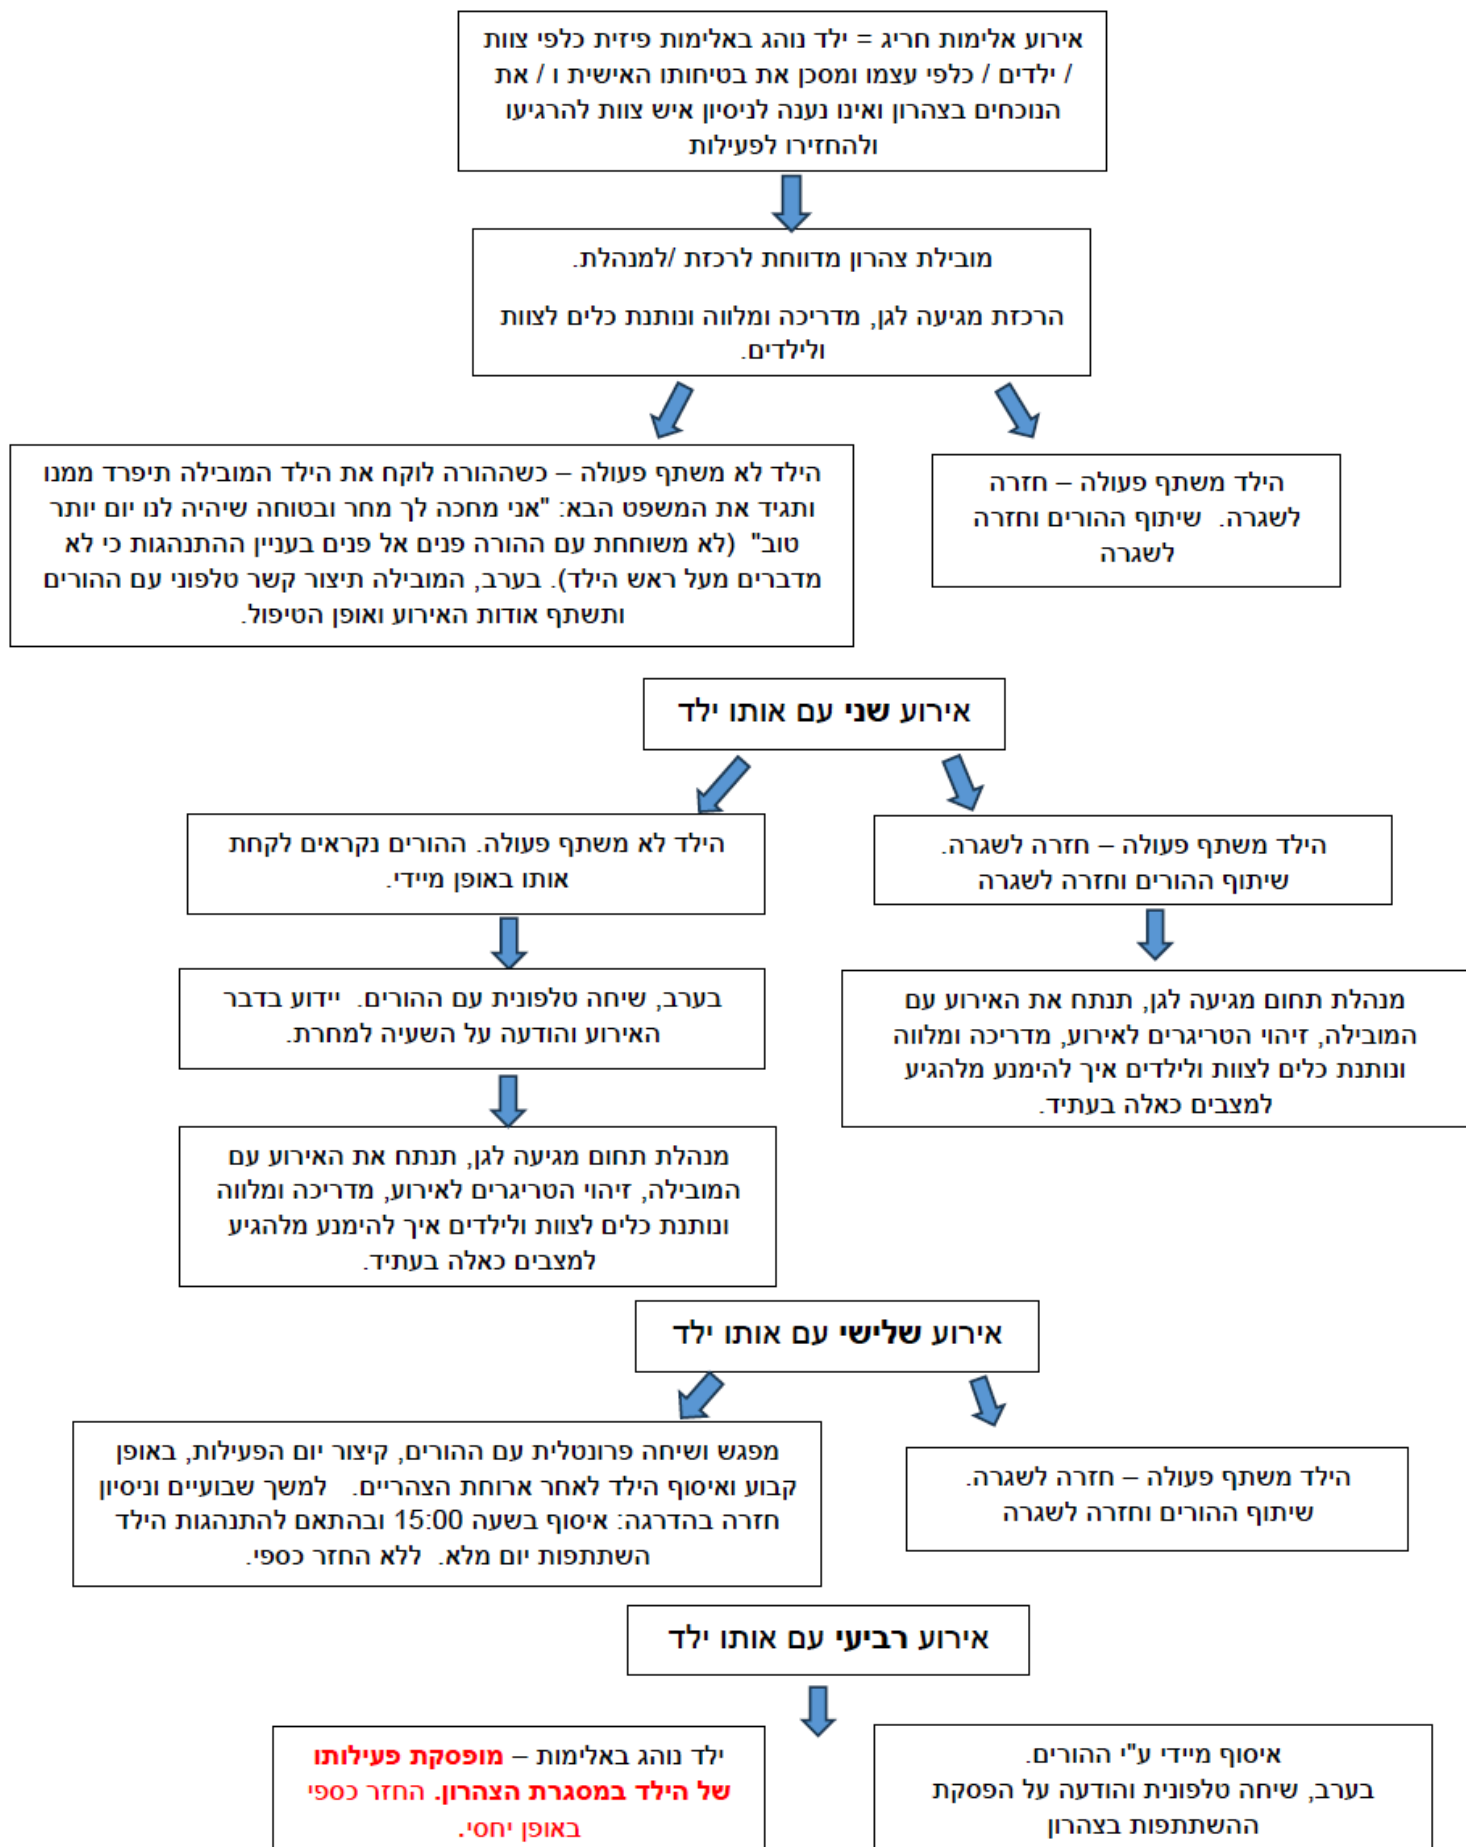 אירוע אלימות חריג = ילד נוהג באלימות פיזית כלפי צוות
/ ילדים / כלפי עצמו ומסכן את בטיחותו האישית ו / את
הנוכחים בצהרון ואינו נענה לניסיון איש צוות להרגיעו
ולהחזירו לפעילות
מובילת צהרון מדווחת לרכזת /למנהלת.
הרכזת מגיעה לגן, מדריכה ומלווה ונותנת כלים לצוות
ולילדים.
הילד משתף פעולה – חזרה
לשגרה. שיתוף ההורים וחזרה
לשגרה
הילד לא משתף פעולה – כשההורה לוקח את הילד המובילה תיפרד ממנו
ותגיד את המשפט הבא: "אני מחכה לך מחר ובטוחה שיהיה לנו יום יותר
טוב" (לא משוחחת עם ההורה פנים אל פנים בעניין ההתנהגות כי לא
מדברים מעל ראש הילד). בערב, המובילה תיצור קשר טלפוני עם ההורים
ותשתף אודות האירוע ואופן הטיפול.
אירוע שני עם אותו ילד
הילד משתף פעולה – חזרה לשגרה.
שיתוף ההורים וחזרה לשגרה
הילד לא משתף פעולה. ההורים נקראים לקחת
אותו באופן מיידי.
מנהלת תחום מגיעה לגן, תנתח את האירוע עם
המובילה, זיהוי הטריגרים לאירוע, מדריכה ומלווה
ונותנת כלים לצוות ולילדים איך להימנע מלהגיע
למצבים כאלה בעתיד.
בערב, שיחה טלפונית עם ההורים. יידוע בדבר
האירוע והודעה על השעיה למחרת.
מנהלת תחום מגיעה לגן, תנתח את האירוע עם
המובילה, זיהוי הטריגרים לאירוע, מדריכה ומלווה
ונותנת כלים לצוות ולילדים איך להימנע מלהגיע
למצבים כאלה בעתיד.
אירוע שלישי עם אותו ילד
הילד משתף פעולה – חזרה לשגרה.
שיתוף ההורים וחזרה לשגרה
מפגש ושיחה פרונטלית עם ההורים, קיצור יום הפעילות, באופן
קבוע ואיסוף הילד לאחר ארוחת הצהריים. למשך שבועיים וניסיון
חזרה בהדרגה: איסוף בשעה 15:00 ובהתאם להתנהגות הילד
השתתפות יום מלא. ללא החזר כספי.
אירוע רביעי עם אותו ילד
איסוף מיידי ע"י ההורים.
בערב, שיחה טלפונית והודעה על הפסקת
ההשתתפות בצהרון
ילד נוהג באלימות – מופסקת פעילותו
של הילד במסגרת הצהרון. החזר כספי
באופן יחסי.